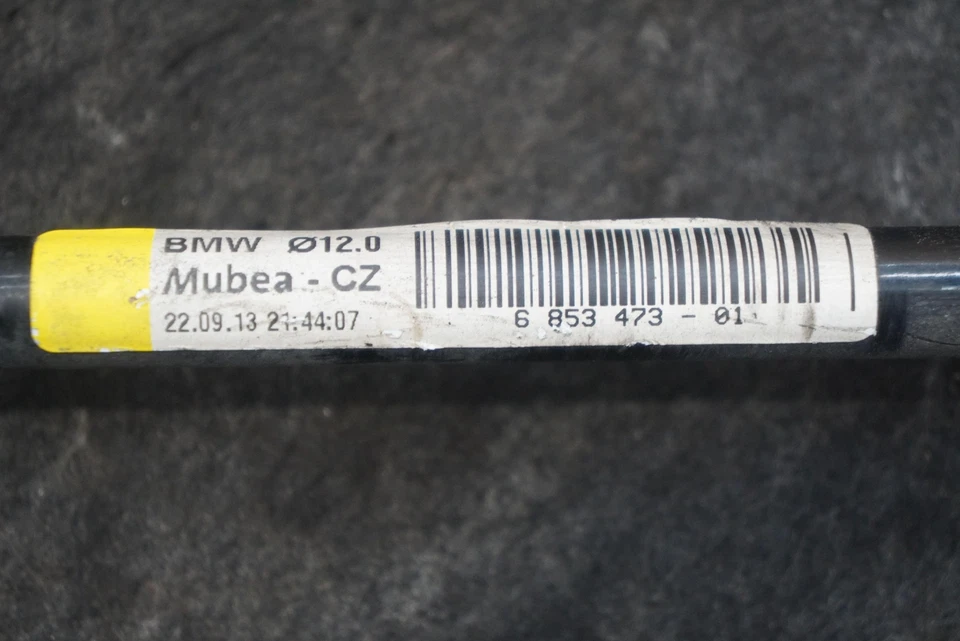 BMW Ø12.0
Mubea - CZ
22.09.13 21:44:07
6 853 473 - 01